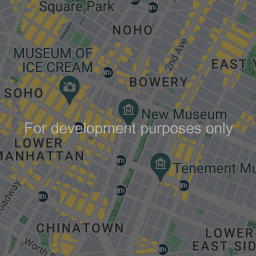 Square Park
NOHO
2nd Ave
MUSEUM OF
ICE CREAM
EAST V
BOWERY
SOHO
New Museum
For development purposes only
LOWER
MANHATTAN
Tenement Mu
roadway
CHINATOWN
LOWER
EAST SID
Worth